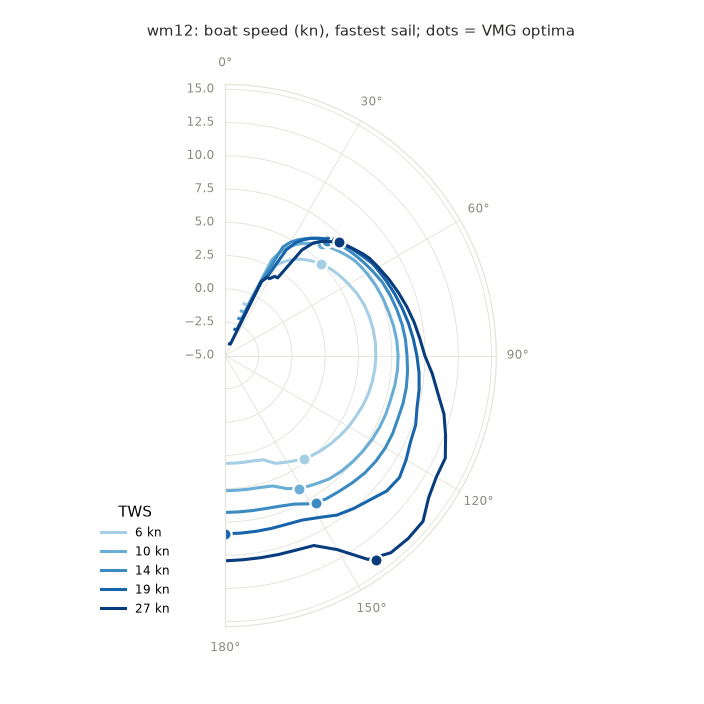 wm12: boat speed (kn), fastest sail; dots = VMG optima
0°
15.0
30°
12.5
10.0
7.5
60°
5.0
2.5
0.0
−2.5
−5.0
90°
120°
TWS
6 kn
10 kn
14 kn
19 kn
27 kn
150°
180°